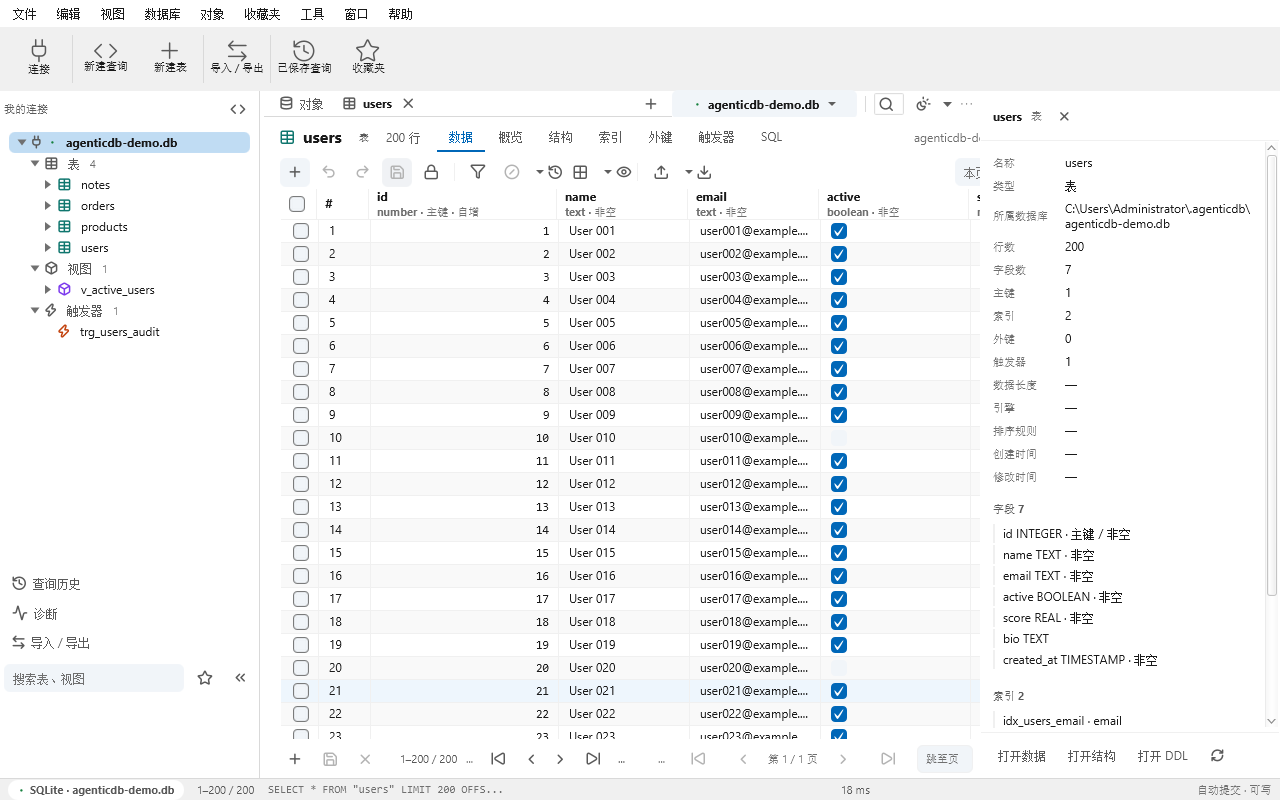 文件 编辑 视图 数据库 对象 收藏夹 工具 窗口 帮助
连接 新建查询 新建表 导入 / 导出 已保存查询 收藏夹
我的连接
agenticdb-demo.db
表 4
notes
orders
products
users
视图 1
v_active_users
触发器 1
trg_users_audit
查询历史
诊断
导入 / 导出
搜索表、视图
对象 users agenticdb-demo.db
users 表 200 行 数据 概览 结构 索引 外键 触发器 SQL
# id name email active
number · 主键 · 自增 text · 非空 text · 非空 boolean · 非空
1 1 User 001 user001@example....
2 2 User 002 user002@example....
3 3 User 003 user003@example....
4 4 User 004 user004@example....
5 5 User 005 user005@example....
6 6 User 006 user006@example....
7 7 User 007 user007@example....
8 8 User 008 user008@example....
9 9 User 009 user009@example....
10 10 User 010 user010@example....
11 11 User 011 user011@example....
12 12 User 012 user012@example....
13 13 User 013 user013@example....
14 14 User 014 user014@example....
15 15 User 015 user015@example....
16 16 User 016 user016@example....
17 17 User 017 user017@example....
18 18 User 018 user018@example....
19 19 User 019 user019@example....
20 20 User 020 user020@example....
21 21 User 021 user021@example....
22 22 User 022 user022@example....
23 23 User 023 user023@example....
1–200 / 200 ... ... ... 第 1 / 1 页 跳至页
users 表
名称 users
类型 表
所属数据库 C:\Users\Administrator\.agenticdb\
agenticdb-demo.db
行数 200
字段数 7
主键 1
索引 2
外键 0
触发器 1
数据长度 —
引擎 —
排序规则 —
创建时间 —
修改时间 —
字段 7
id INTEGER · 主键 / 非空
name TEXT · 非空
email TEXT · 非空
active BOOLEAN · 非空
score REAL · 非空
bio TEXT
created_at TIMESTAMP · 非空
索引 2
idx_users_email · email
打开数据 打开结构 打开 DDL
SQLite · agenticdb-demo.db 1–200 / 200 SELECT * FROM "users" LIMIT 200 OFFS... 18 ms 自动提交 · 可写